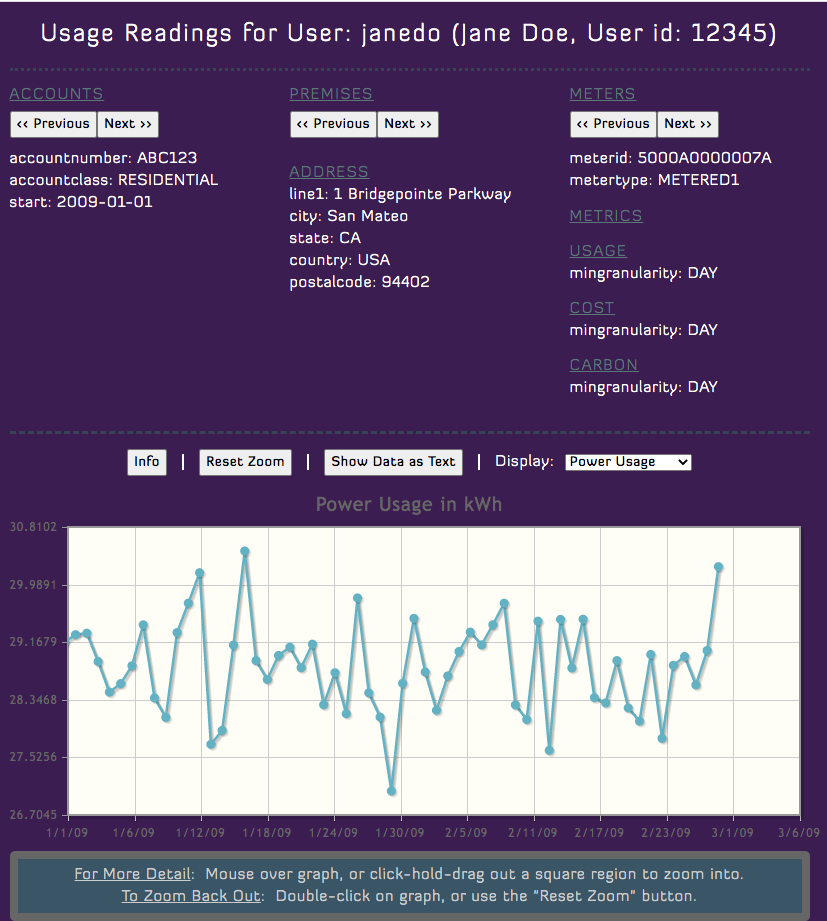 Usage Readings for User: janedo (Jane Doe, User id: 12345)
ACCOUNTS
<< Previous Next >>
accountnumber: ABC123
accountclass: RESIDENTIAL
start: 2009-01-01
PREMISES
<< Previous Next >>
ADDRESS
line1: 1 Bridgepointe Parkway
city: San Mateo
state: CA
country: USA
postalcode: 94402
METERS
<< Previous Next >>
meterid: 5000A0000007A
metertype: METERED1
METRICS
USAGE
mingranularity: DAY
COST
mingranularity: DAY
CARBON
mingranularity: DAY
Info | Reset Zoom | Show Data as Text | Display: Power Usage
Power Usage in kWh
30.8102
29.9891
29.1679
28.3468
27.5256
26.7045
1/1/09 1/6/09 1/12/09 1/18/09 1/24/09 1/30/09 2/5/09 2/11/09 2/17/09 2/23/09 3/1/09 3/6/09
For More Detail: Mouse over graph, or click-hold-drag out a square region to zoom into.
To Zoom Back Out: Double-click on graph, or use the "Reset Zoom" button.